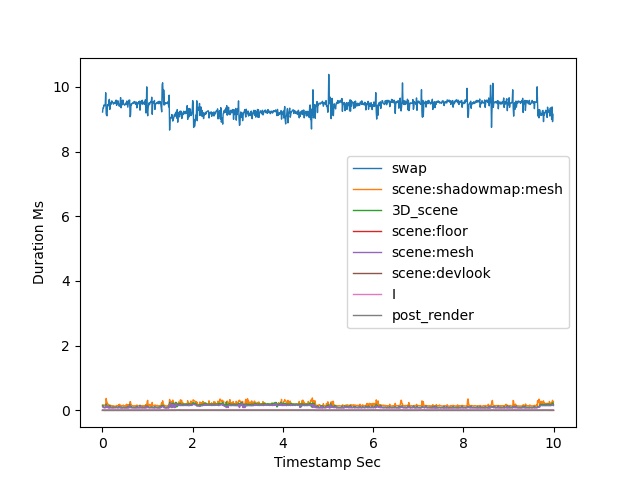 10
8
6
4
2
0
Duration Ms
swap
scene:shadowmap:mesh
3D_scene
scene:floor
scene:mesh
scene:devlook
I
post_render
0 2 4 6 8 10
Timestamp Sec